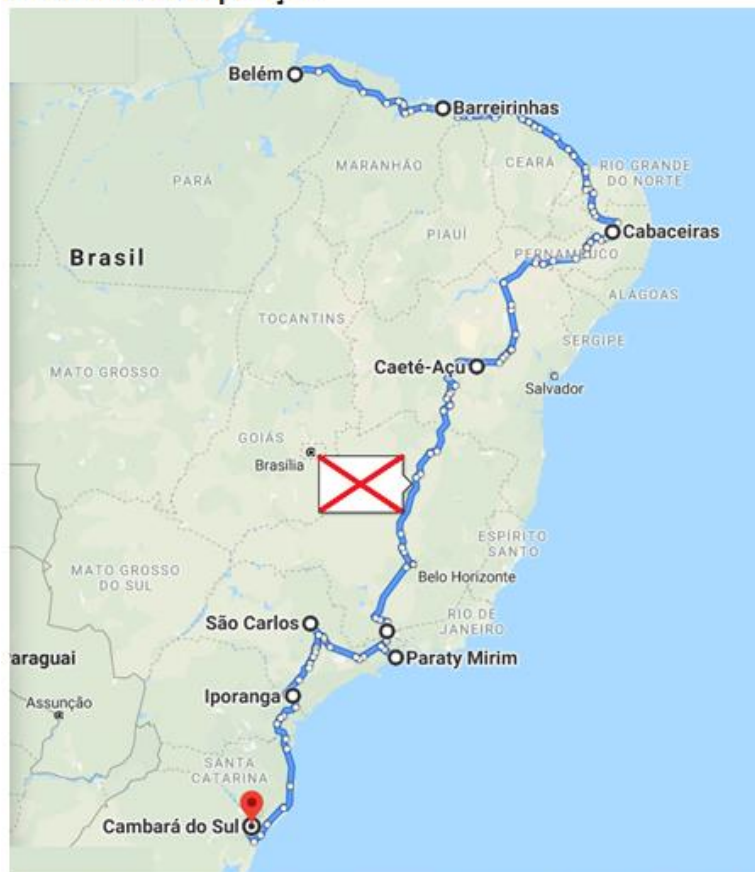 Belém
Barreirinhas
MARANHÃO
CEARÁ
RIO GRANDE
DO NORTE
PARÁ
PIAUÍ
Cabaceiras
Brasil
PERNAMBUCO
ALAGOAS
TOCANTINS
SERGIPE
MATO GROSSO
Caeté-Açu
Salvador
GOIÁS
Brasília
ESPÍRITO
SANTO
MATO GROSSO
DO SUL
Belo Horizonte
São Carlos
RIO DE
JANEIRO
araguai
Paraty Mirim
Iporanga
Assunção
SANTA
CATARINA
Cambará do Sul